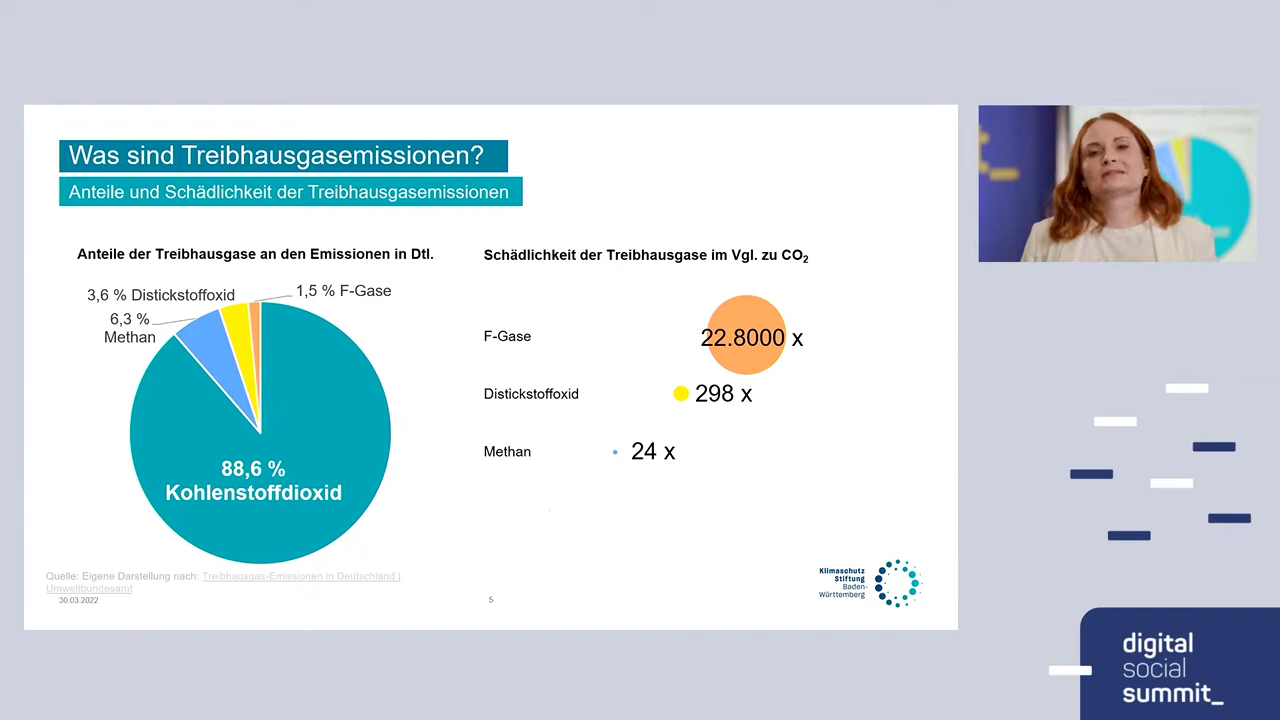 Was sind Treibhausgasemissionen?
Anteile und Schädlichkeit der Treibhausgasemissionen
Anteile der Treibhausgase an den Emissionen in Dtl.
3,6 % Distickstoffoxid
1,5 % F-Gase
6,3 %
Methan
88,6 %
Kohlenstoffdioxid
Schädlichkeit der Treibhausgase im Vgl. zu CO₂
F-Gase
22.8000 x
Distickstoffoxid
298 x
Methan
24 x
Quelle: Eigene Darstellung nach: Treibhausgas-Emissionen in Deutschland |
Umweltbundesamt
30.03.2022
5
Klimaschutz
Stiftung
Baden-
Württemberg
digital
social
summit_